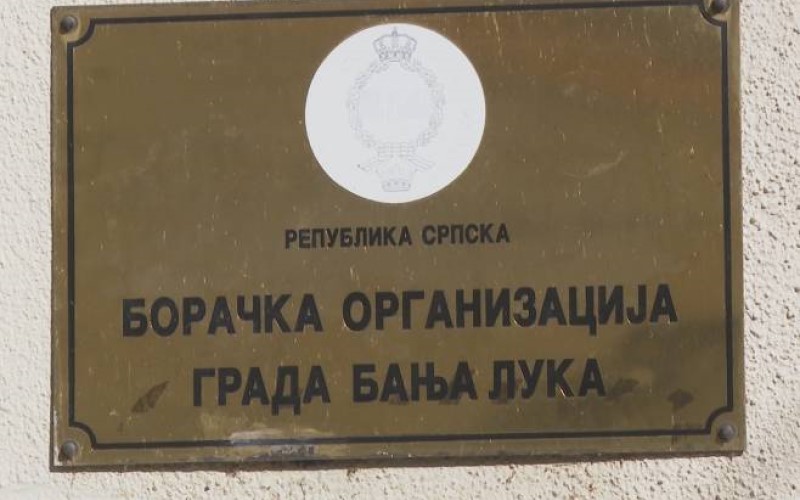 РЕПУБЛИКА СРПСКА
БОРАЧКА ОРГАНИЗАЦИЈА
ГРАДА БАЊА ЛУКА